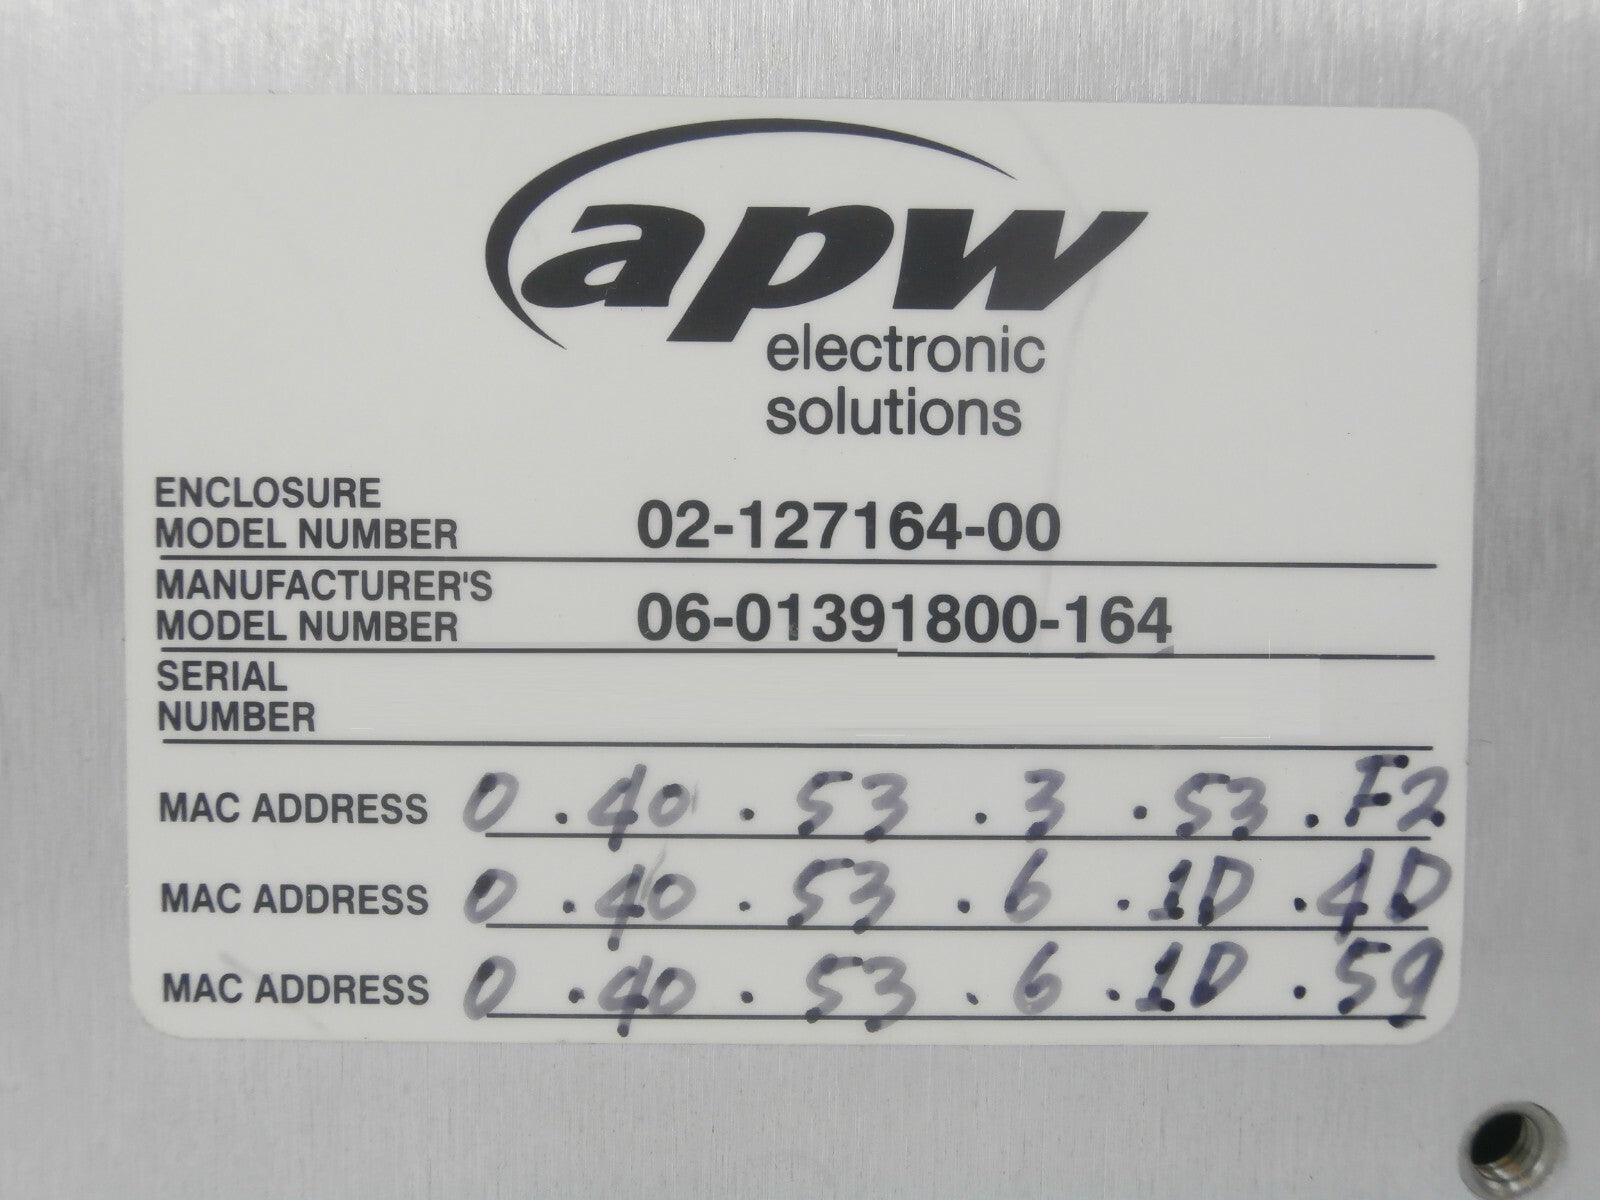 apw
electronic
solutions
ENCLOSURE
MODEL NUMBER 02-127164-00
MANUFACTURER'S
MODEL NUMBER 06-01391800-164
SERIAL
NUMBER
MAC ADDRESS 0 . 40 . 53 . 3 . 53 . F2
MAC ADDRESS 0 . 40 . 53 . 6 . 1D . 4D
MAC ADDRESS 0 . 40 . 53 . 6 . 1D . 59